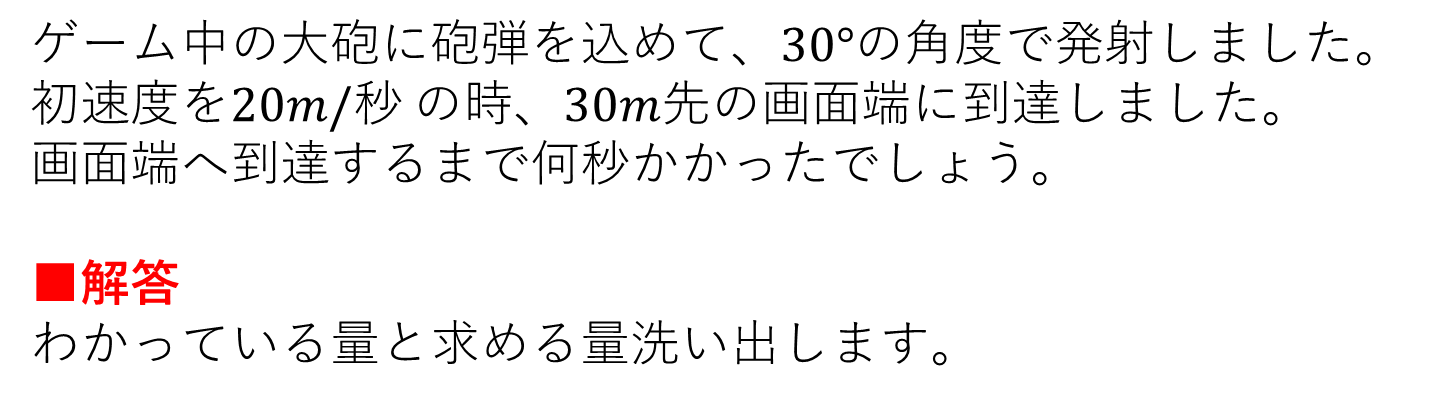 ゲーム中の大砲に砲弾を込めて、30°の角度で発射しました。
初速度を20m/秒 の時、30m先の画面端に到達しました。
画面端へ到達するまで何秒かかったでしょう。
■解答
わかっている量と求める量洗い出します。